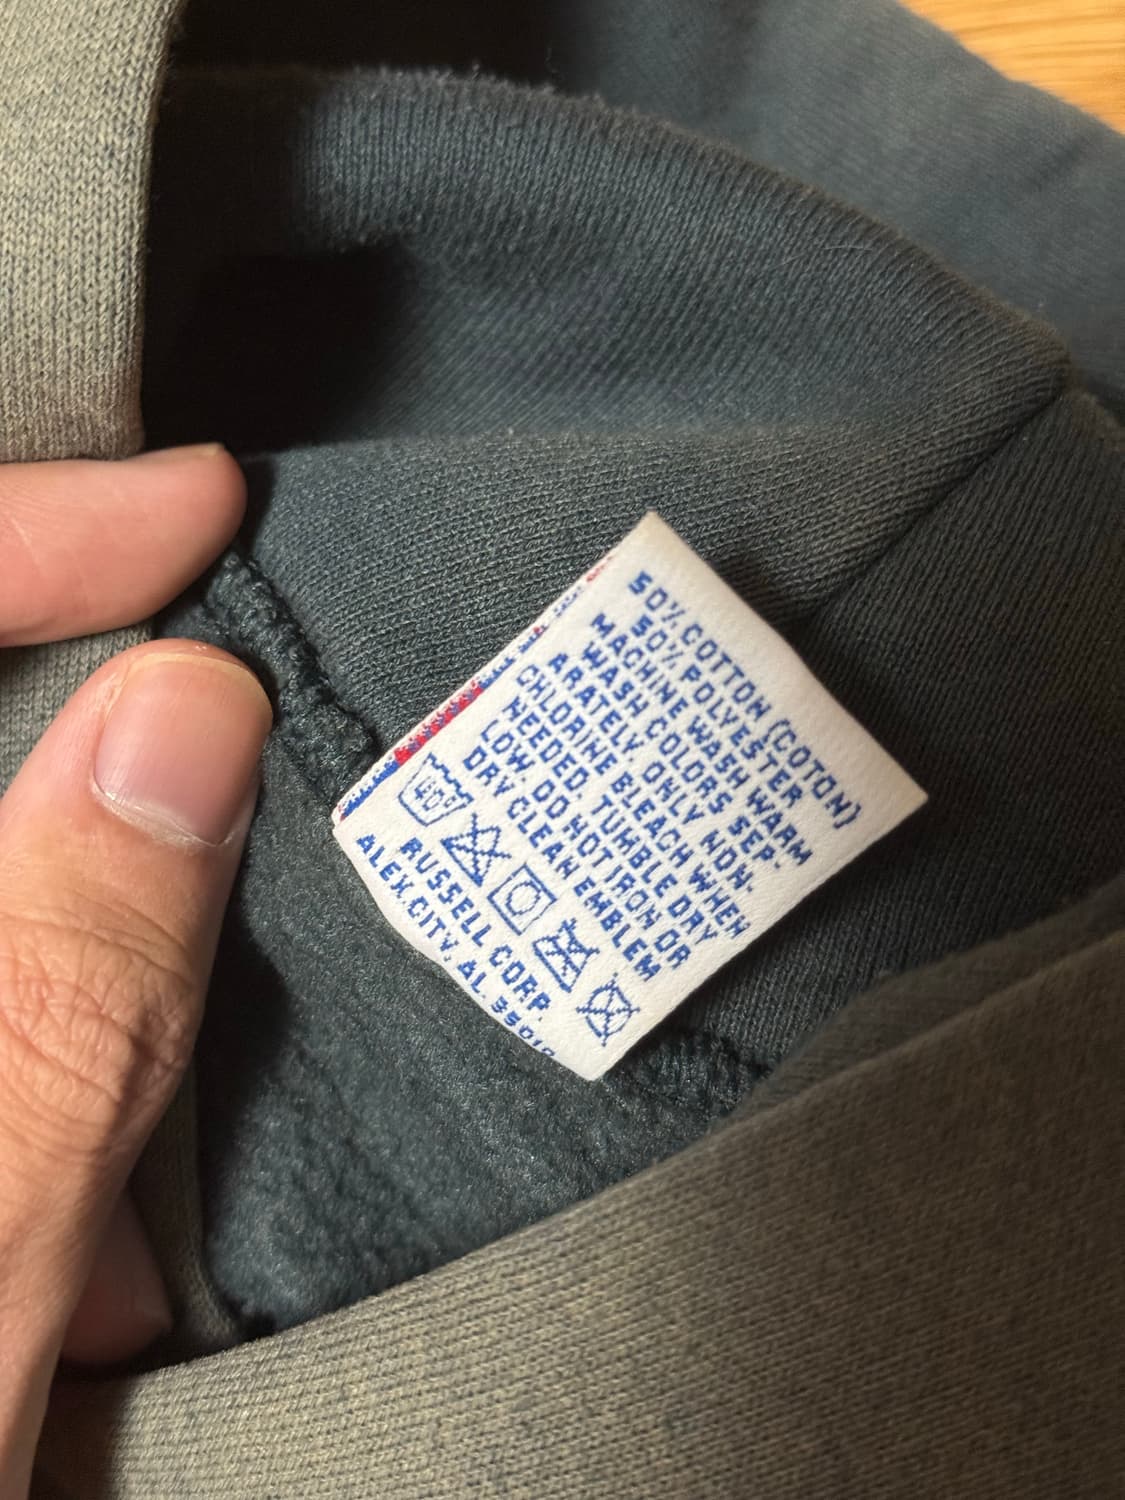 50% COTTON (COTON)
50% POLYESTER
MACHINE WASH WARM
WASH COLORS SEP-
ARATELY. ONLY NON-
CHLORINE BLEACH WHEN
NEEDED. TUMBLE DRY
LOW. DO NOT IRON, OR
DRY CLEAN EMBLEM
40°
RUSSELL CORP.
ALEX.CITY, AL. 35010